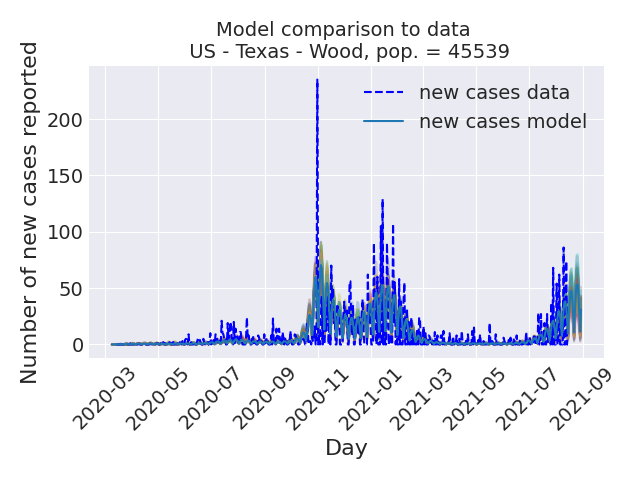 Model comparison to data
US - Texas - Wood, pop. = 45539
Number of new cases reported
200
150
100
50
0
new cases data
new cases model
2020-03
2020-05
2020-07
2020-09
2020-11
2021-01
2021-03
2021-05
2021-07
2021-09
Day